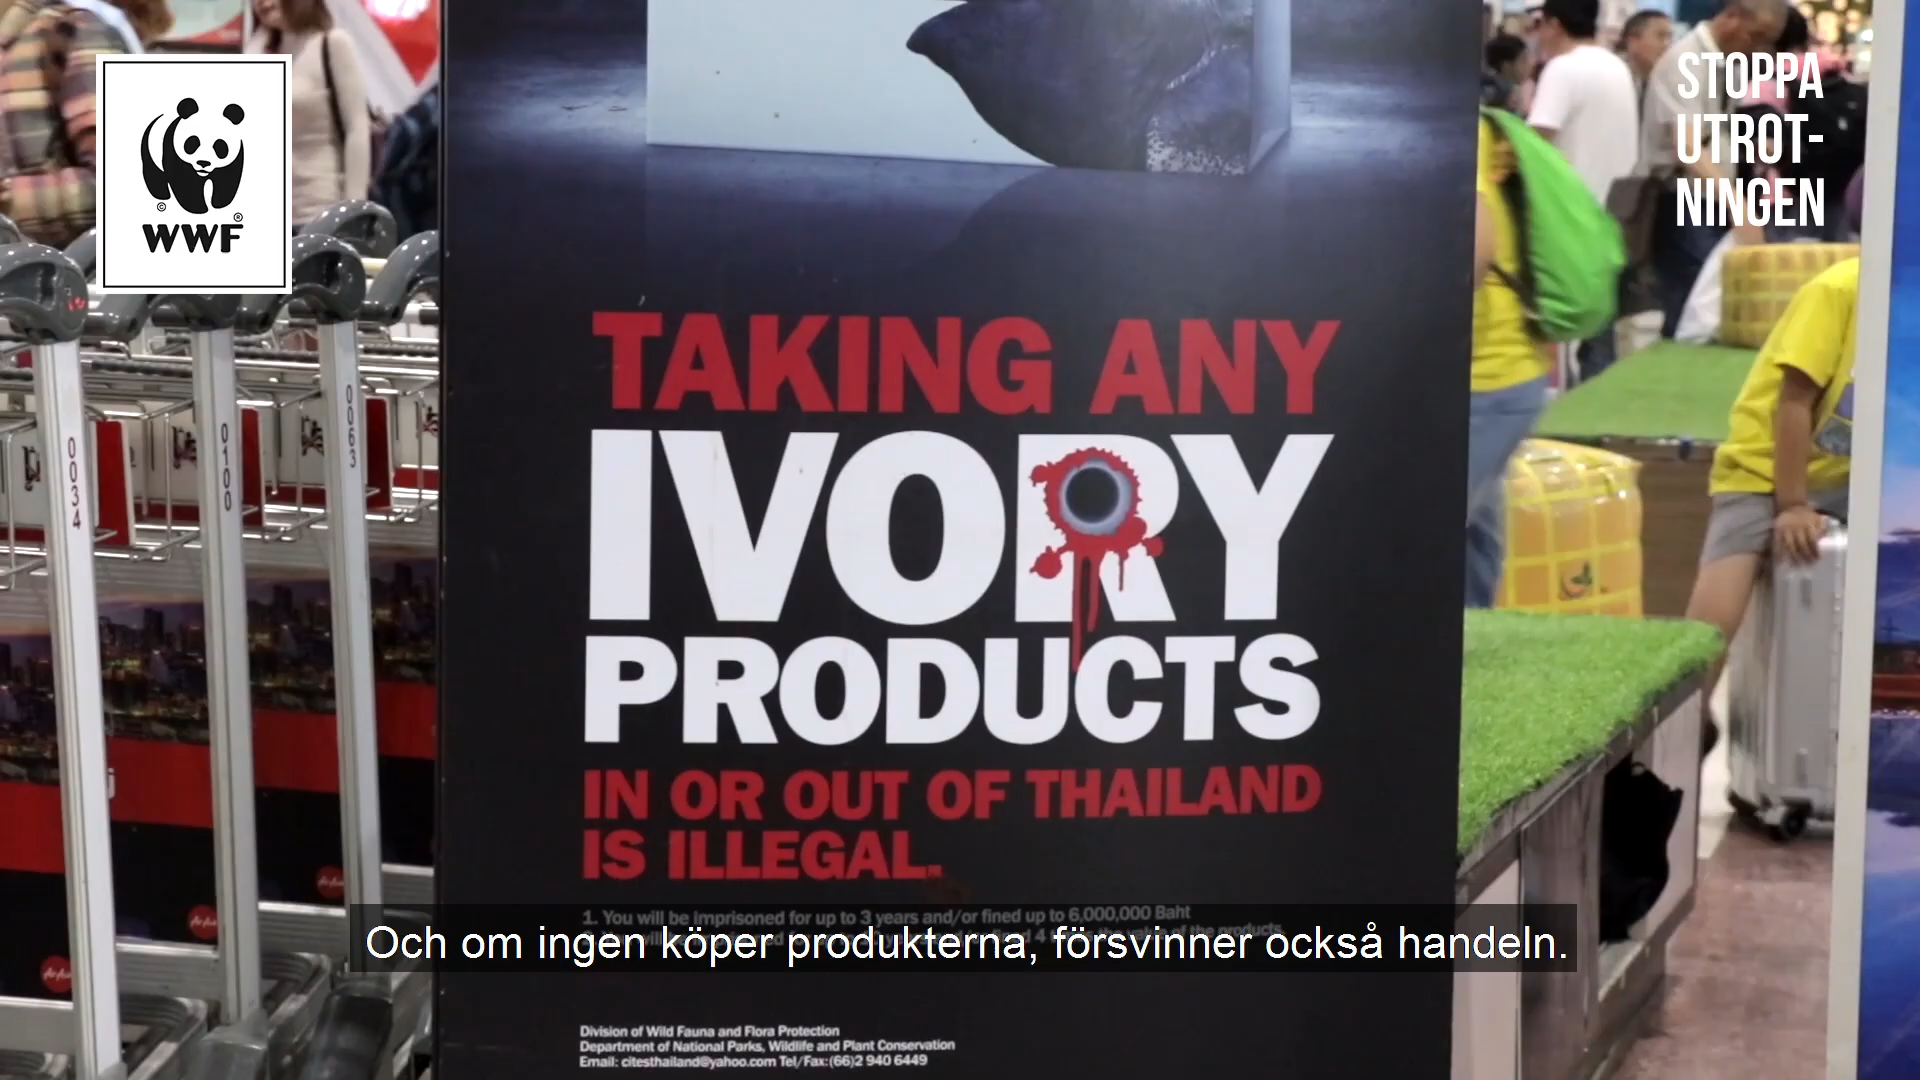 WWF
STOPPA
UTROT-
NINGEN
TAKING ANY
IVORY
PRODUCTS
IN OR OUT OF THAILAND
IS ILLEGAL.
1. You will be imprisoned for up to 3 years and/or fined up to 6,000,000 Baht
Och om ingen köper produkterna, försvinner också handeln.
Division of Wild Fauna and Flora Protection
Department of National Parks, Wildlife and Plant Conservation
Email: citesthailand@yahoo.com Tel/Fax:(66)2 940 6449
0034
0100
0063